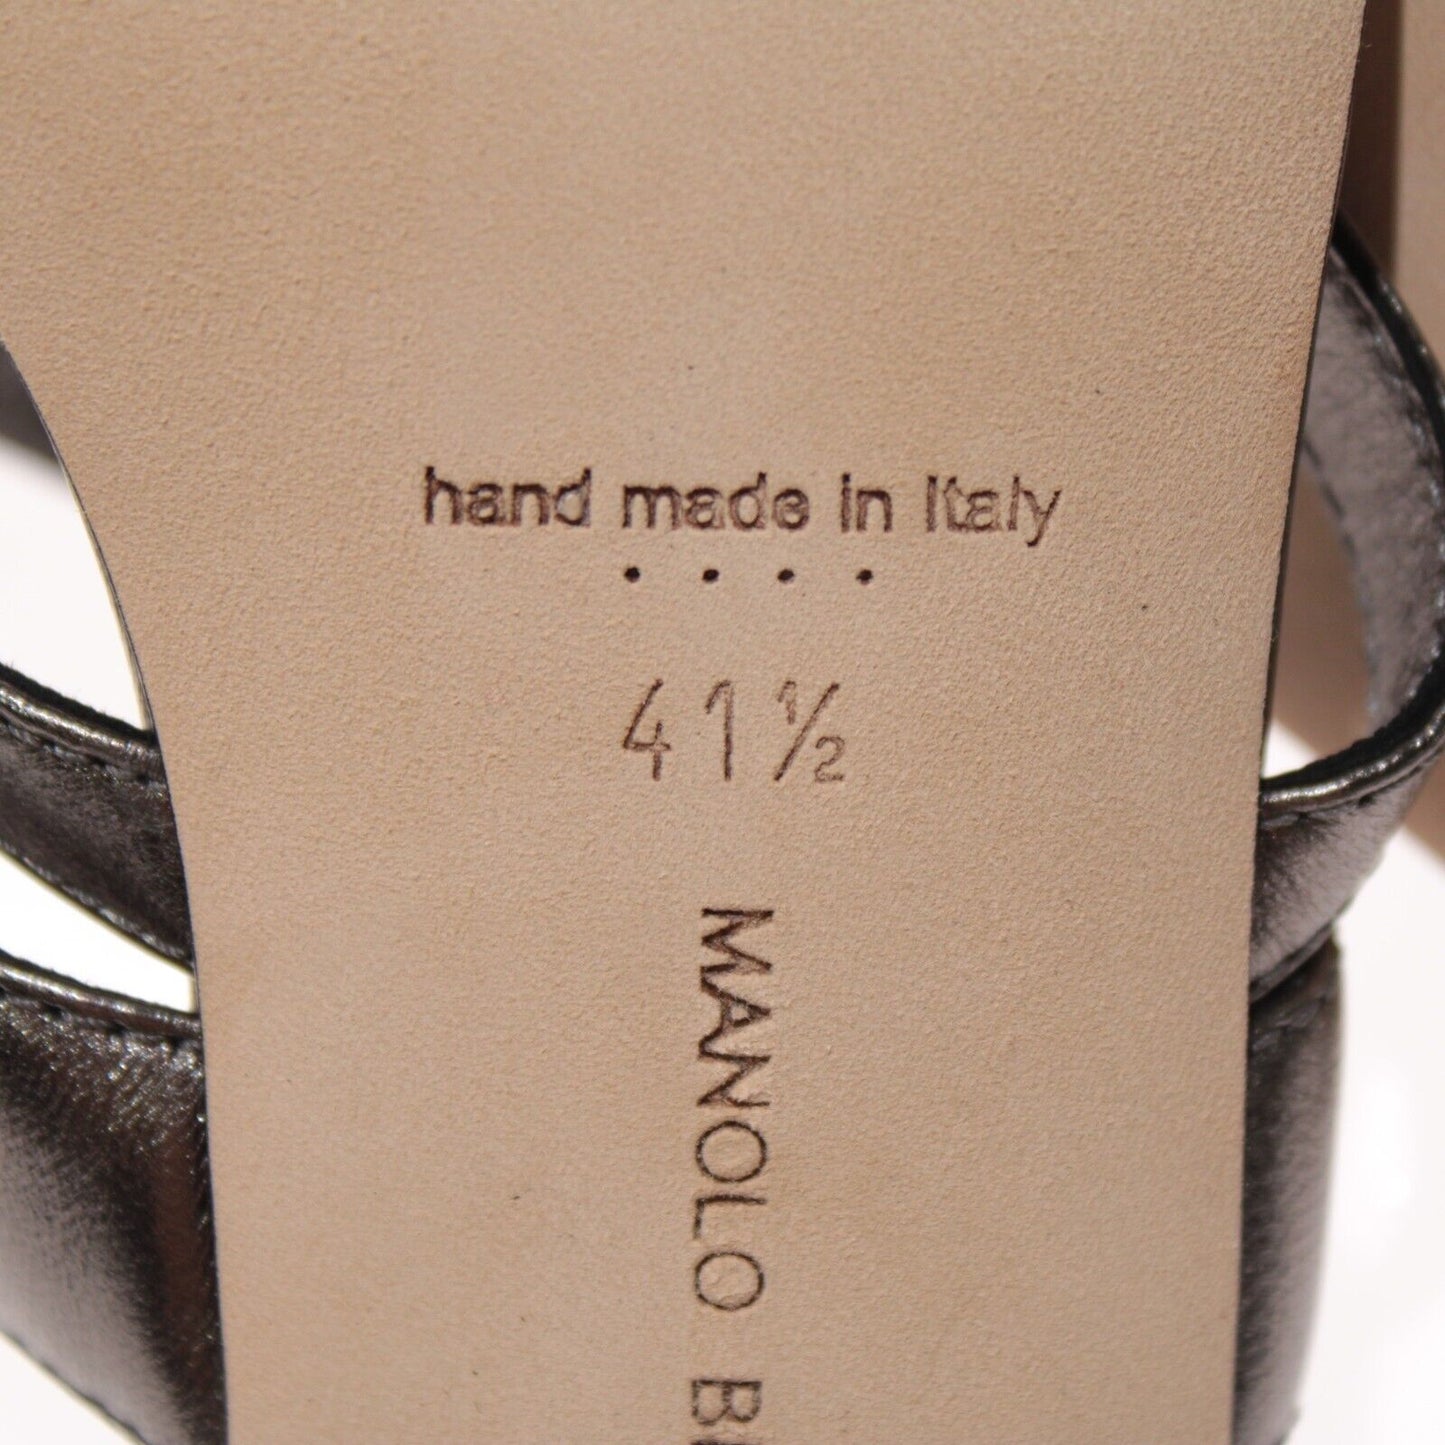 hand made in Italy
....
41½
MANOLO B